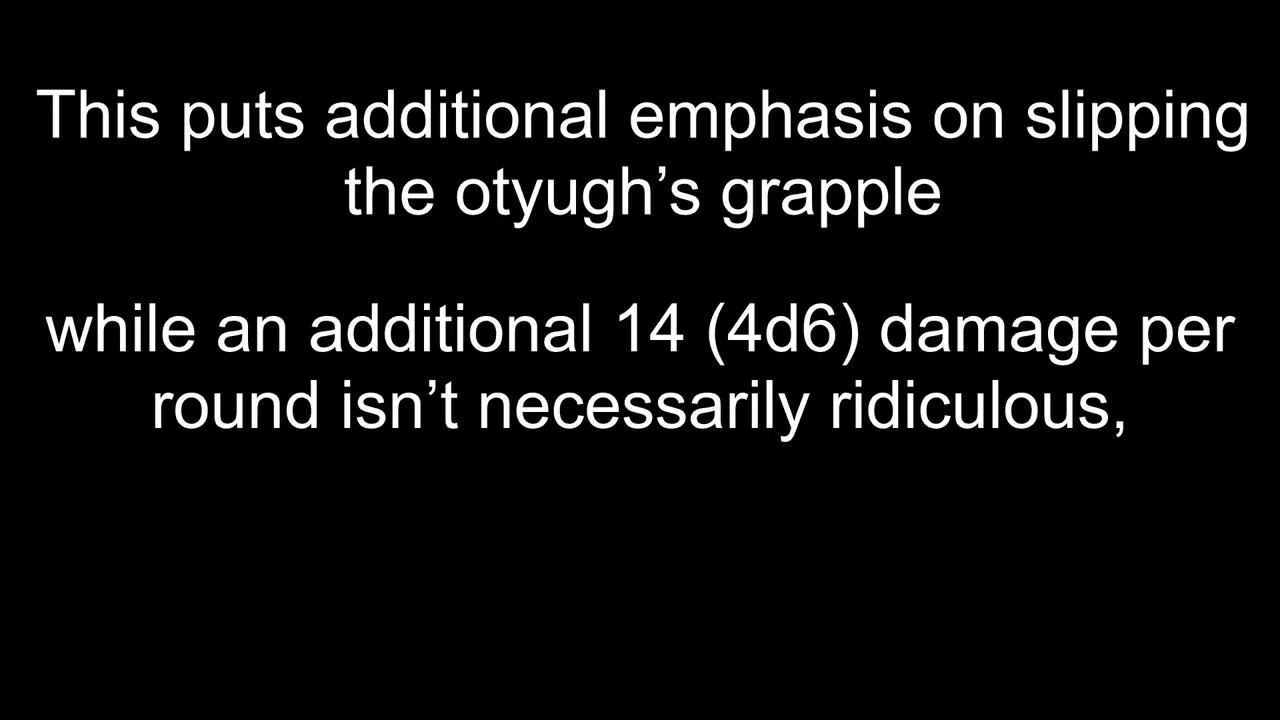 This puts additional emphasis on slipping
the otyugh’s grapple
while an additional 14 (4d6) damage per
round isn’t necessarily ridiculous,